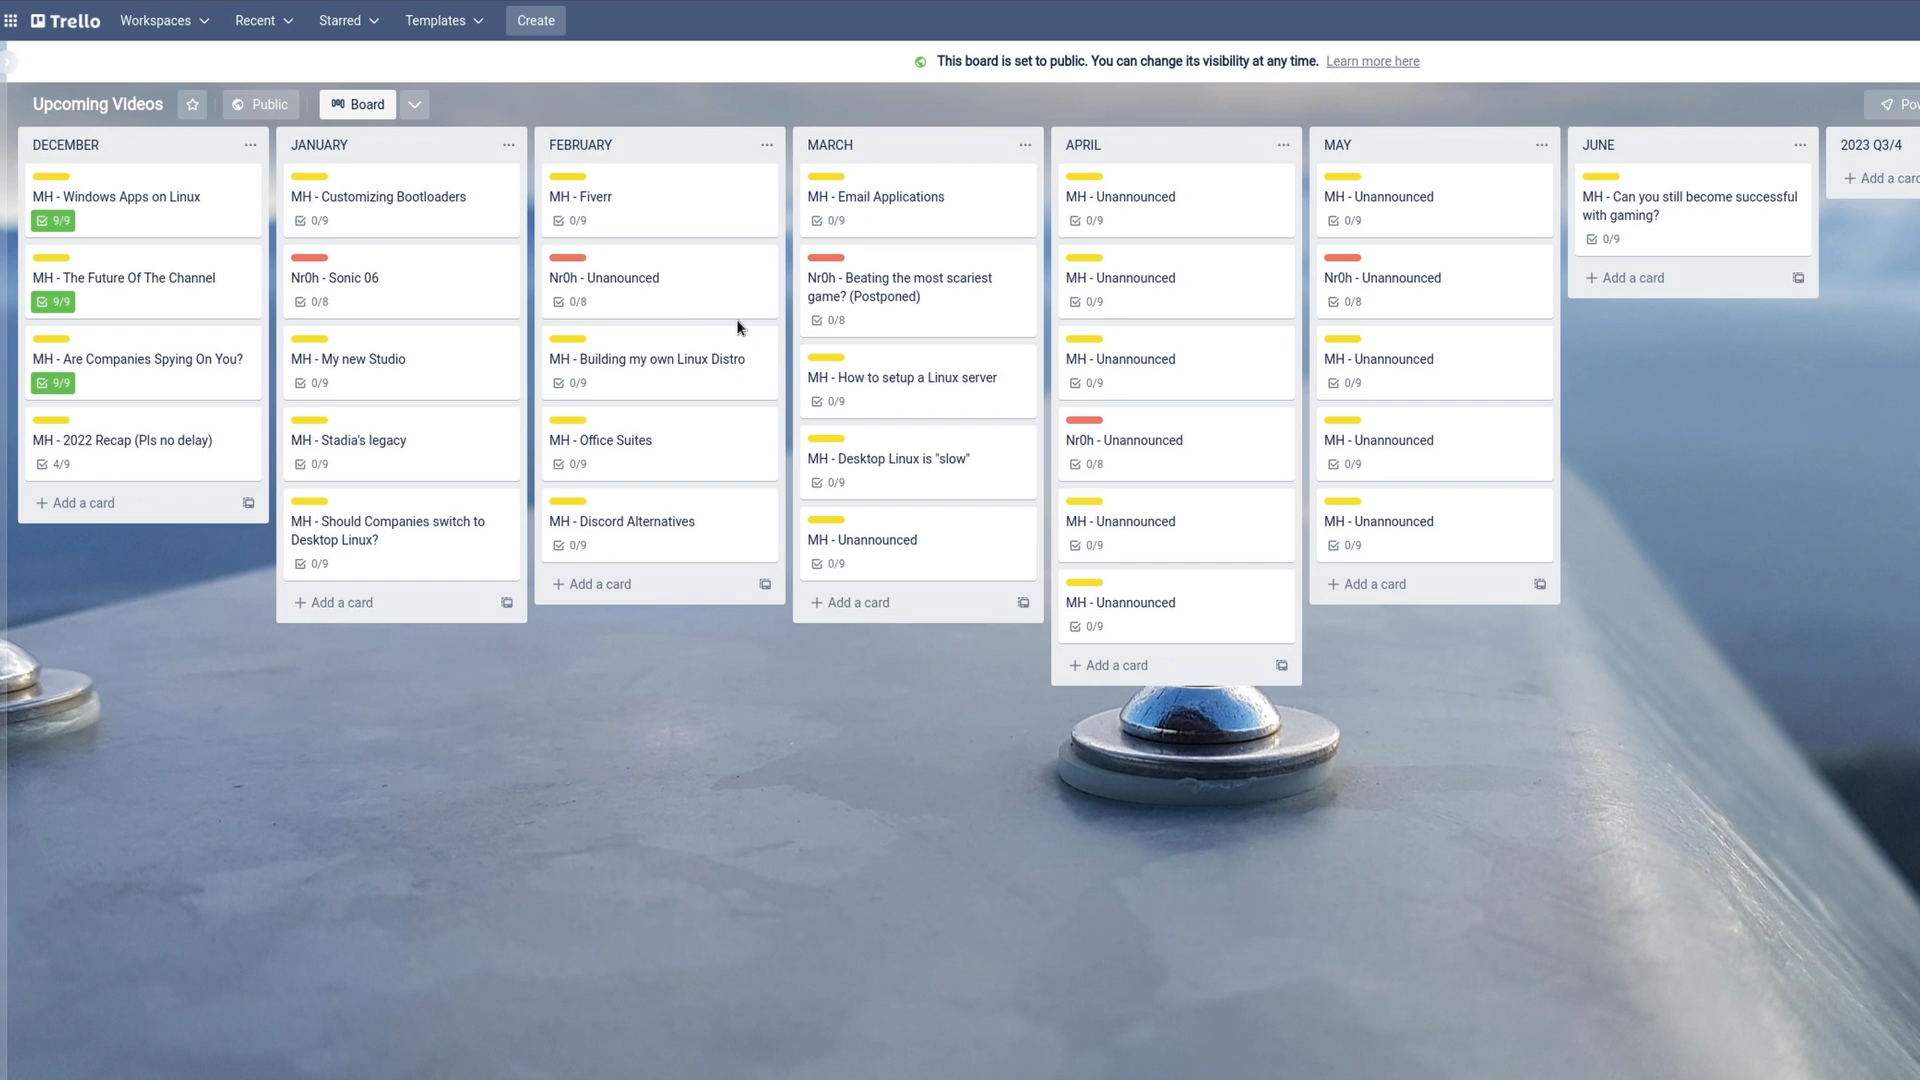 Trello Workspaces Recent Starred Templates Create
This board is set to public. You can change its visibility at any time. Learn more here
Upcoming Videos Public Board
DECEMBER
MH - Windows Apps on Linux
9/9
MH - The Future Of The Channel
9/9
MH - Are Companies Spying On You?
9/9
MH - 2022 Recap (Pls no delay)
4/9
+ Add a card
JANUARY
MH - Customizing Bootloaders
0/9
Nr0h - Sonic 06
0/8
MH - My new Studio
0/9
MH - Stadia's legacy
0/9
MH - Should Companies switch to
Desktop Linux?
0/9
+ Add a card
FEBRUARY
MH - Fiverr
0/9
Nr0h - Unanounced
0/8
MH - Building my own Linux Distro
0/9
MH - Office Suites
0/9
MH - Discord Alternatives
0/9
+ Add a card
MARCH
MH - Email Applications
0/9
Nr0h - Beating the most scariest
game? (Postponed)
0/8
MH - How to setup a Linux server
0/9
MH - Desktop Linux is "slow"
0/9
MH - Unannounced
0/9
+ Add a card
APRIL
MH - Unannounced
0/9
MH - Unannounced
0/9
MH - Unannounced
0/9
Nr0h - Unannounced
0/8
MH - Unannounced
0/9
MH - Unannounced
0/9
+ Add a card
MAY
MH - Unannounced
0/9
Nr0h - Unannounced
0/8
MH - Unannounced
0/9
MH - Unannounced
0/9
MH - Unannounced
0/9
+ Add a card
JUNE
MH - Can you still become successful
with gaming?
0/9
+ Add a card
2023 Q3/4
+ Add a